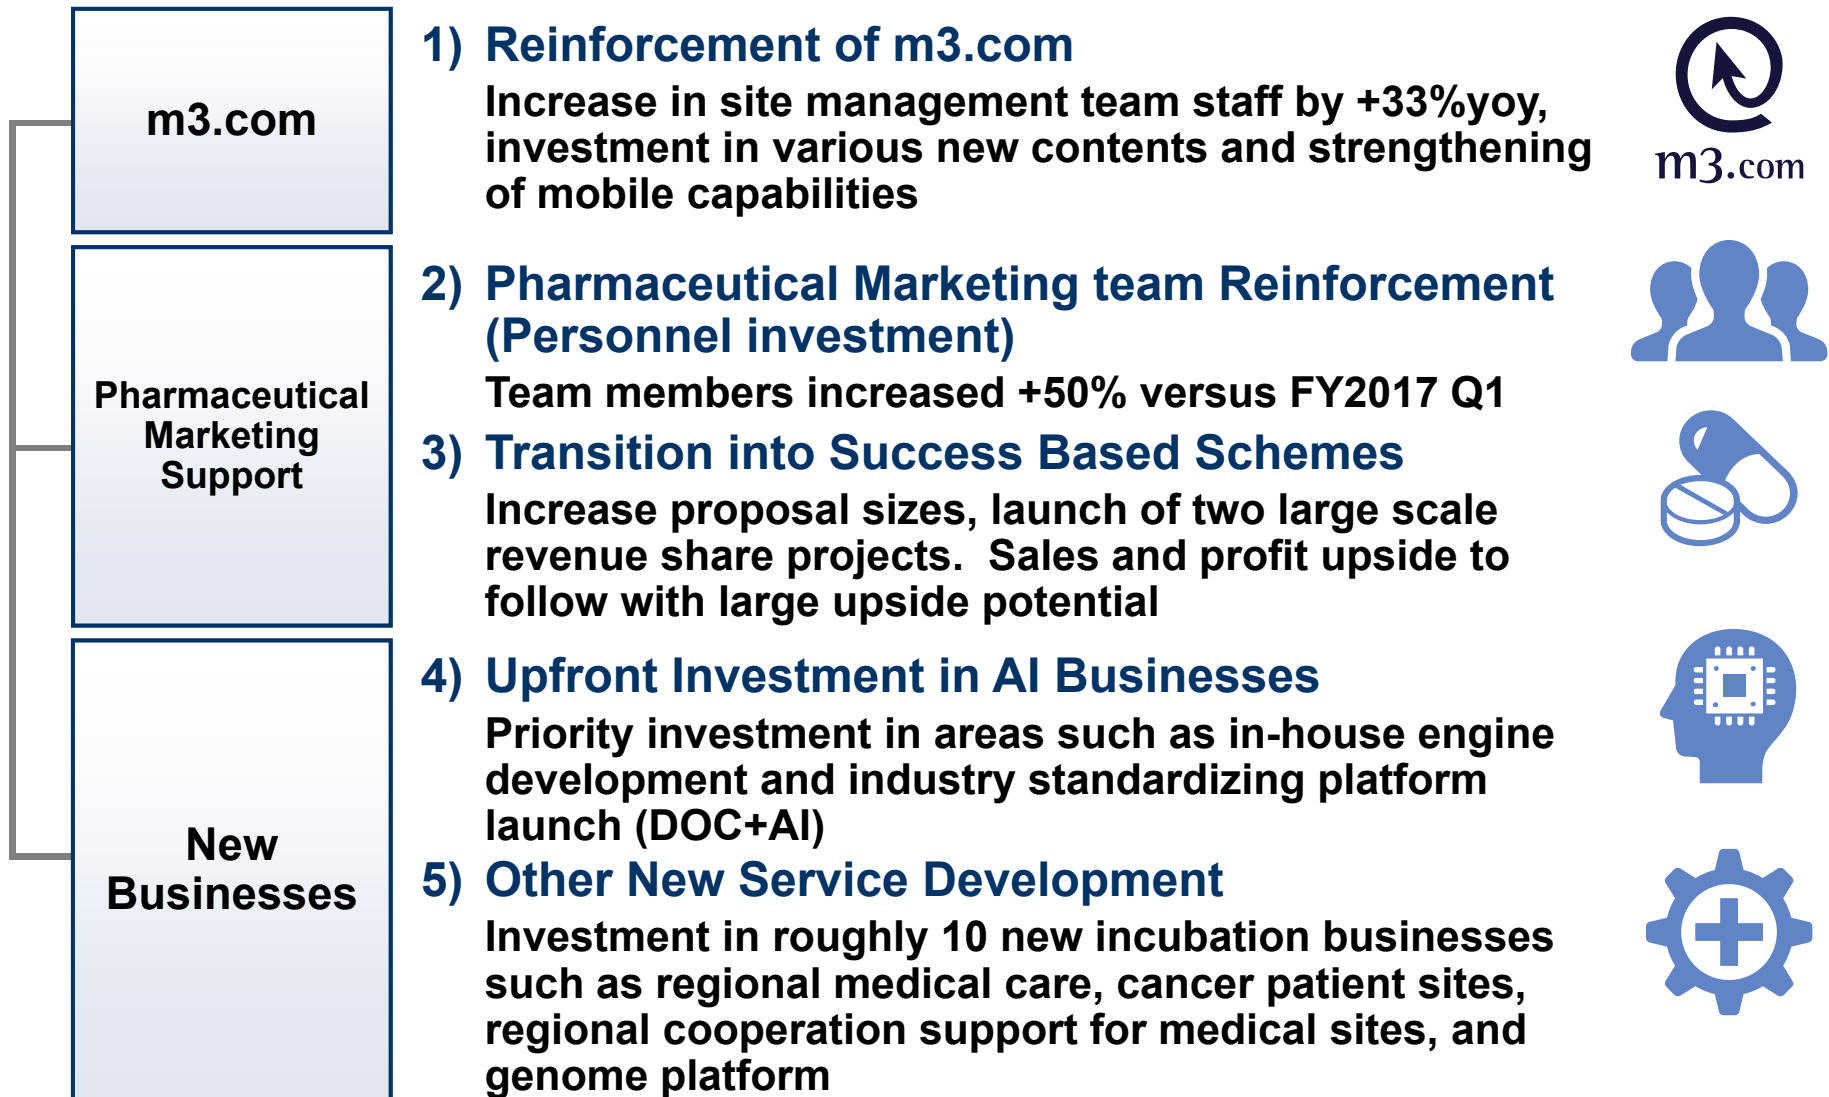 m3.com
1) Reinforcement of m3.com
Increase in site management team staff by +33%yoy,
investment in various new contents and strengthening
of mobile capabilities
m3.com
Pharmaceutical
Marketing
Support
2) Pharmaceutical Marketing team Reinforcement
(Personnel investment)
Team members increased +50% versus FY2017 Q1
3) Transition into Success Based Schemes
Increase proposal sizes, launch of two large scale
revenue share projects.  Sales and profit upside to
follow with large upside potential
New
Businesses
4) Upfront Investment in AI Businesses
Priority investment in areas such as in-house engine
development and industry standardizing platform
launch (DOC+AI)
5) Other New Service Development
Investment in roughly 10 new incubation businesses
such as regional medical care, cancer patient sites,
regional cooperation support for medical sites, and
genome platform